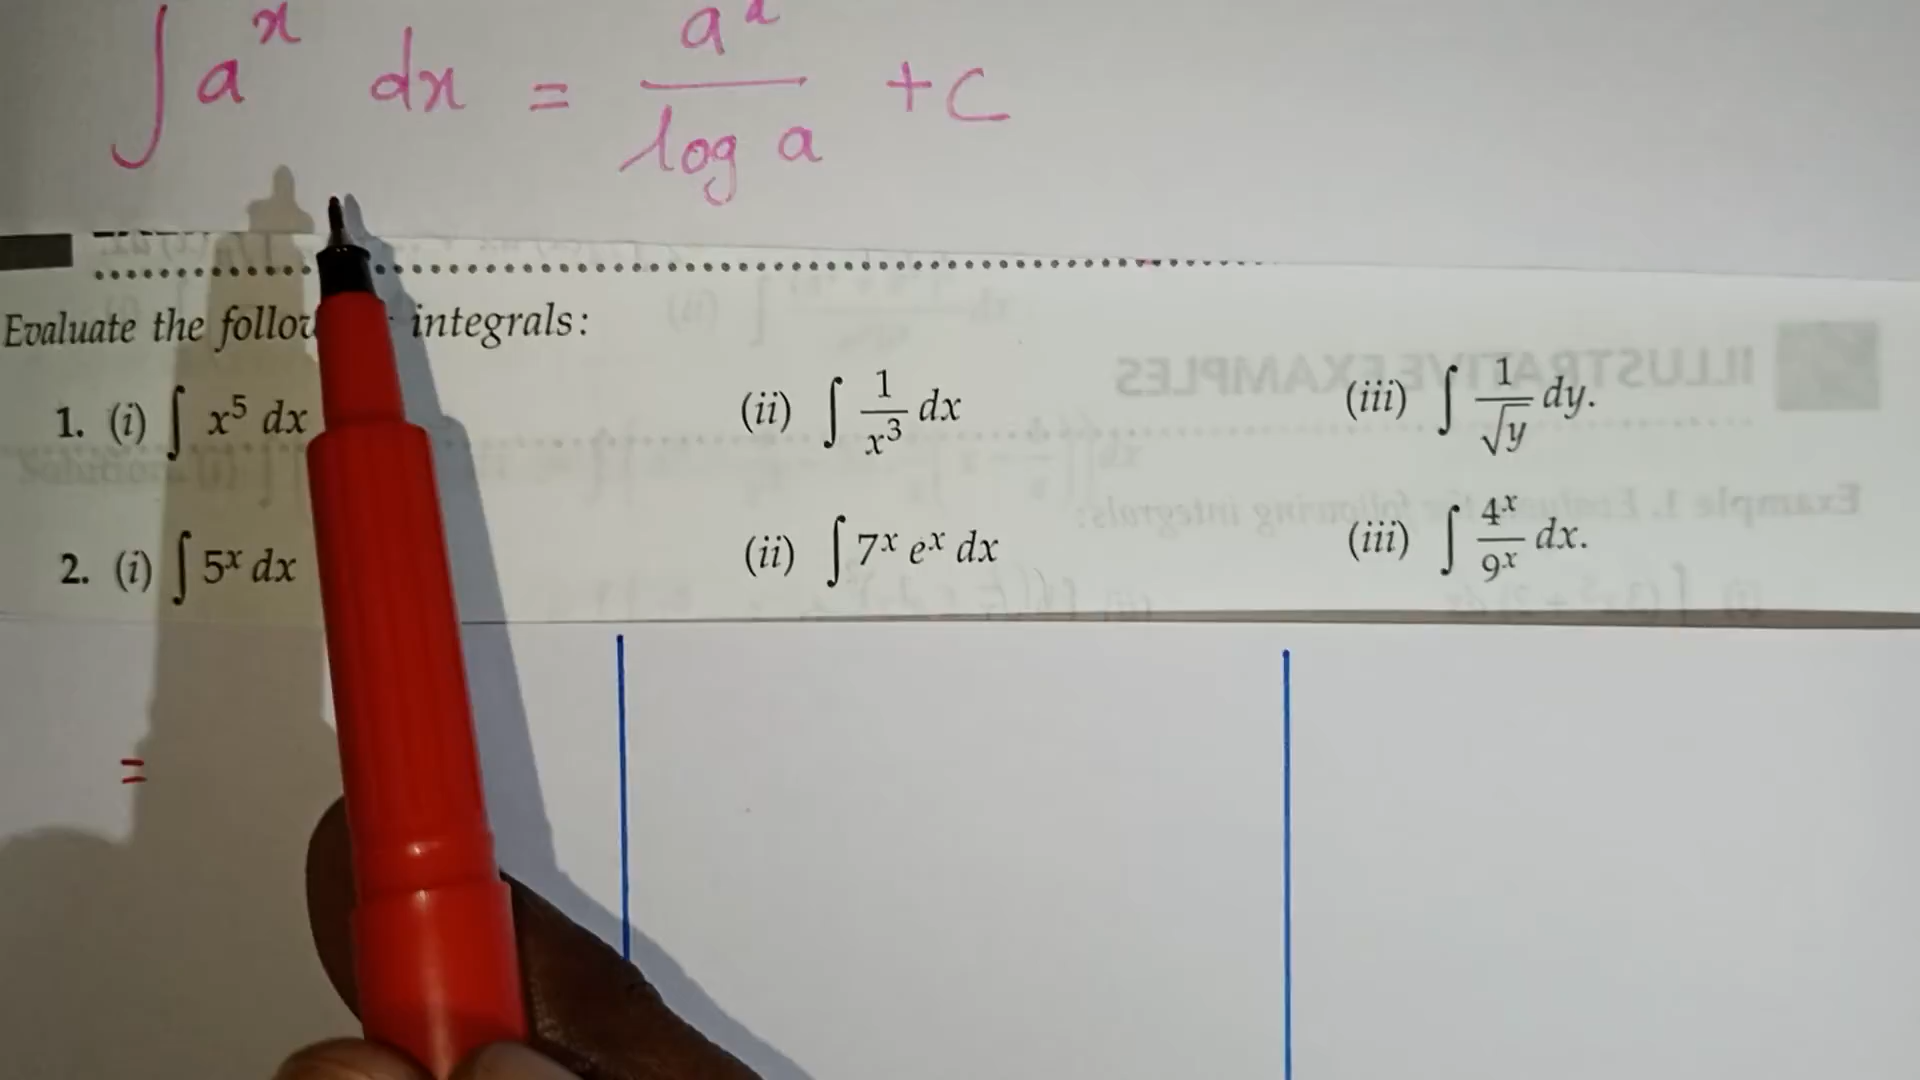 ∫ a^x dx = a^x / log a + c
Evaluate the integrals:
1. (i) ∫ x^5 dx (ii) ∫ 1/x^3 dx (iii) ∫ 1/√y dy.
2. (i) ∫ 5^x dx (ii) ∫ 7^x e^x dx (iii) ∫ 4^x/9^x dx.
=